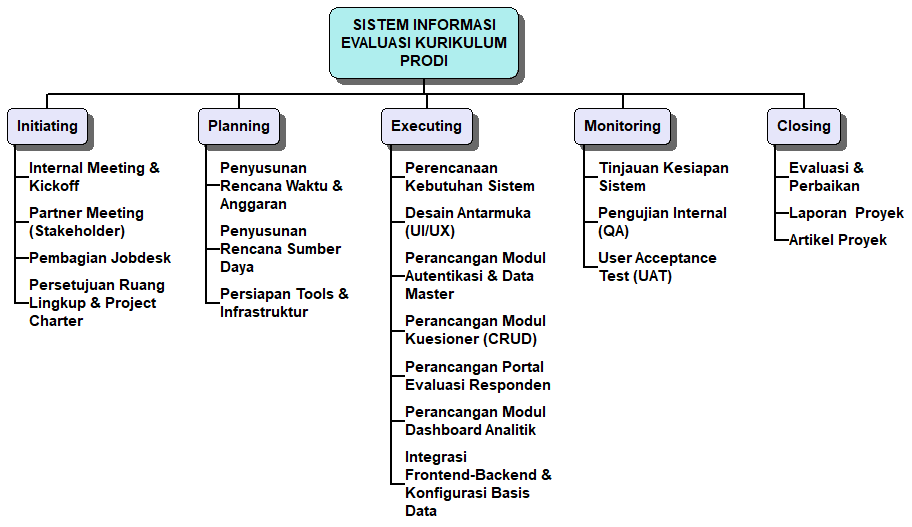 SISTEM INFORMASI
EVALUASI KURIKULUM
PRODI
Initiating
Internal Meeting &
Kickoff
Partner Meeting
(Stakeholder)
Pembagian Jobdesk
Persetujuan Ruang
Lingkup & Project
Charter
Planning
Penyusunan
Rencana Waktu &
Anggaran
Penyusunan
Rencana Sumber
Daya
Persiapan Tools &
Infrastruktur
Executing
Perencanaan
Kebutuhan Sistem
Desain Antarmuka
(UI/UX)
Perancangan Modul
Autentikasi & Data
Master
Perancangan Modul
Kuesioner (CRUD)
Perancangan Portal
Evaluasi Responden
Perancangan Modul
Dashboard Analitik
Integrasi
Frontend-Backend &
Konfigurasi Basis
Data
Monitoring
Tinjauan Kesiapan
Sistem
Pengujian Internal
(QA)
User Acceptance
Test (UAT)
Closing
Evaluasi &
Perbaikan
Laporan Proyek
Artikel Proyek